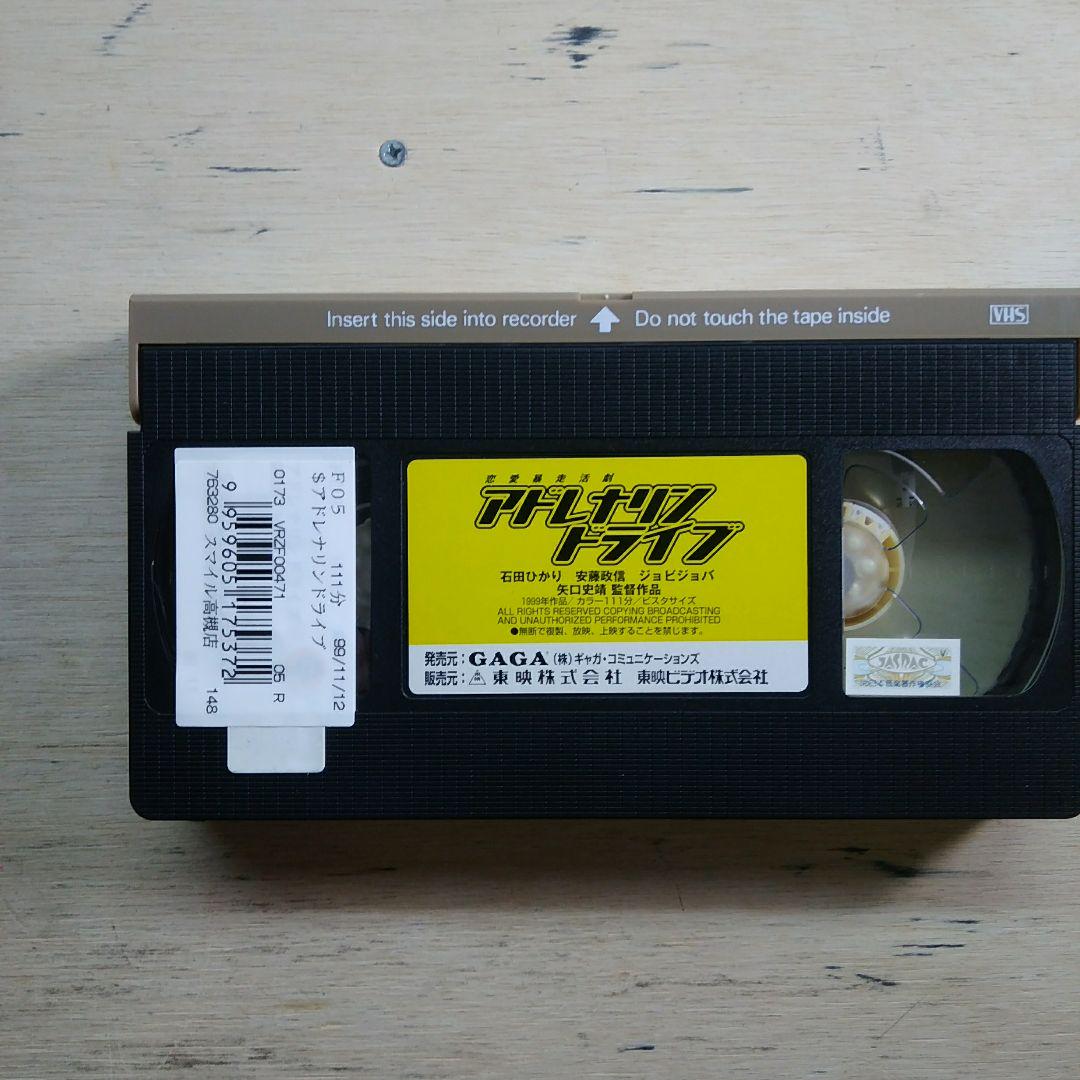 Insert this side into recorder Do not touch the tape inside
VHS
F05 111分 99/11/12
$アドレナリンドライブ
0173 VRZF00471 05 R
9959605175372
763280 スマイル高槻店 148
恋愛暴走活劇
アドレナリン
ドライブ
石田ひかり 安藤政信 ジョビジョバ
矢口史靖 監督作品
1999年作品/カラー111分/ビスタサイズ
ALL RIGHTS RESERVED COPYING BROADCASTING
AND UNAUTHORIZED PERFORMANCE PROHIBITED
●無断で複製、放映、上映することを禁じます。
発売元:GAGA (株)ギャガ・コミュニケーションズ
販売元: 東映株式会社 東映ビデオ株式会社
JASRAC